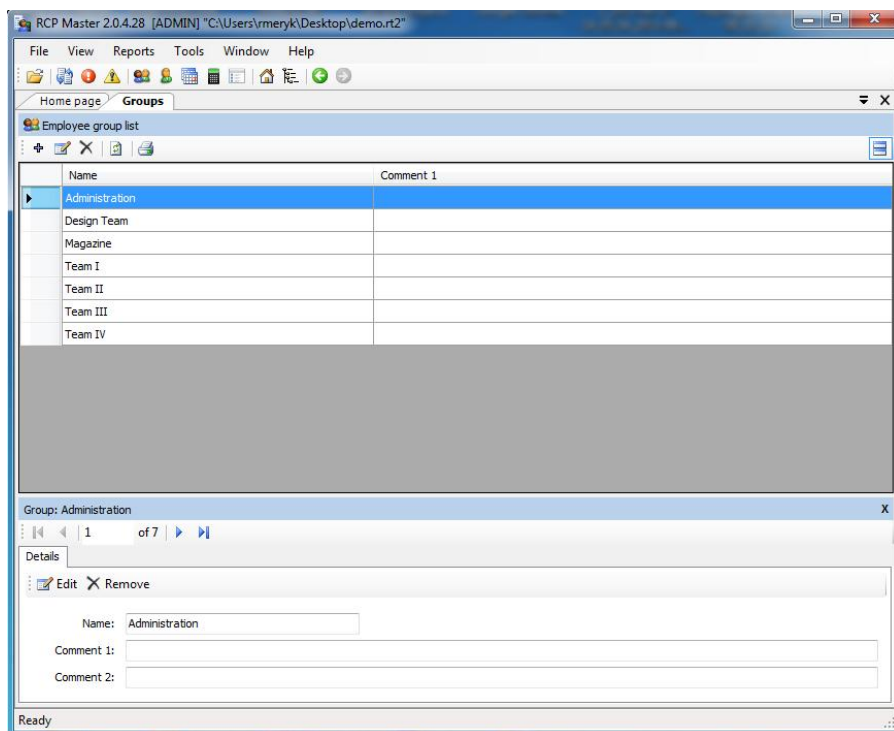 RCP Master 2.0.4.28 [ADMIN] "C:\Users\rmeryk\Desktop\demo.rt2"
File View Reports Tools Window Help
Home page Groups
Employee group list
Name Comment 1
Administration
Design Team
Magazine
Team I
Team II
Team III
Team IV
Group: Administration
1 of 7
Details
Edit Remove
Name: Administration
Comment 1:
Comment 2:
Ready